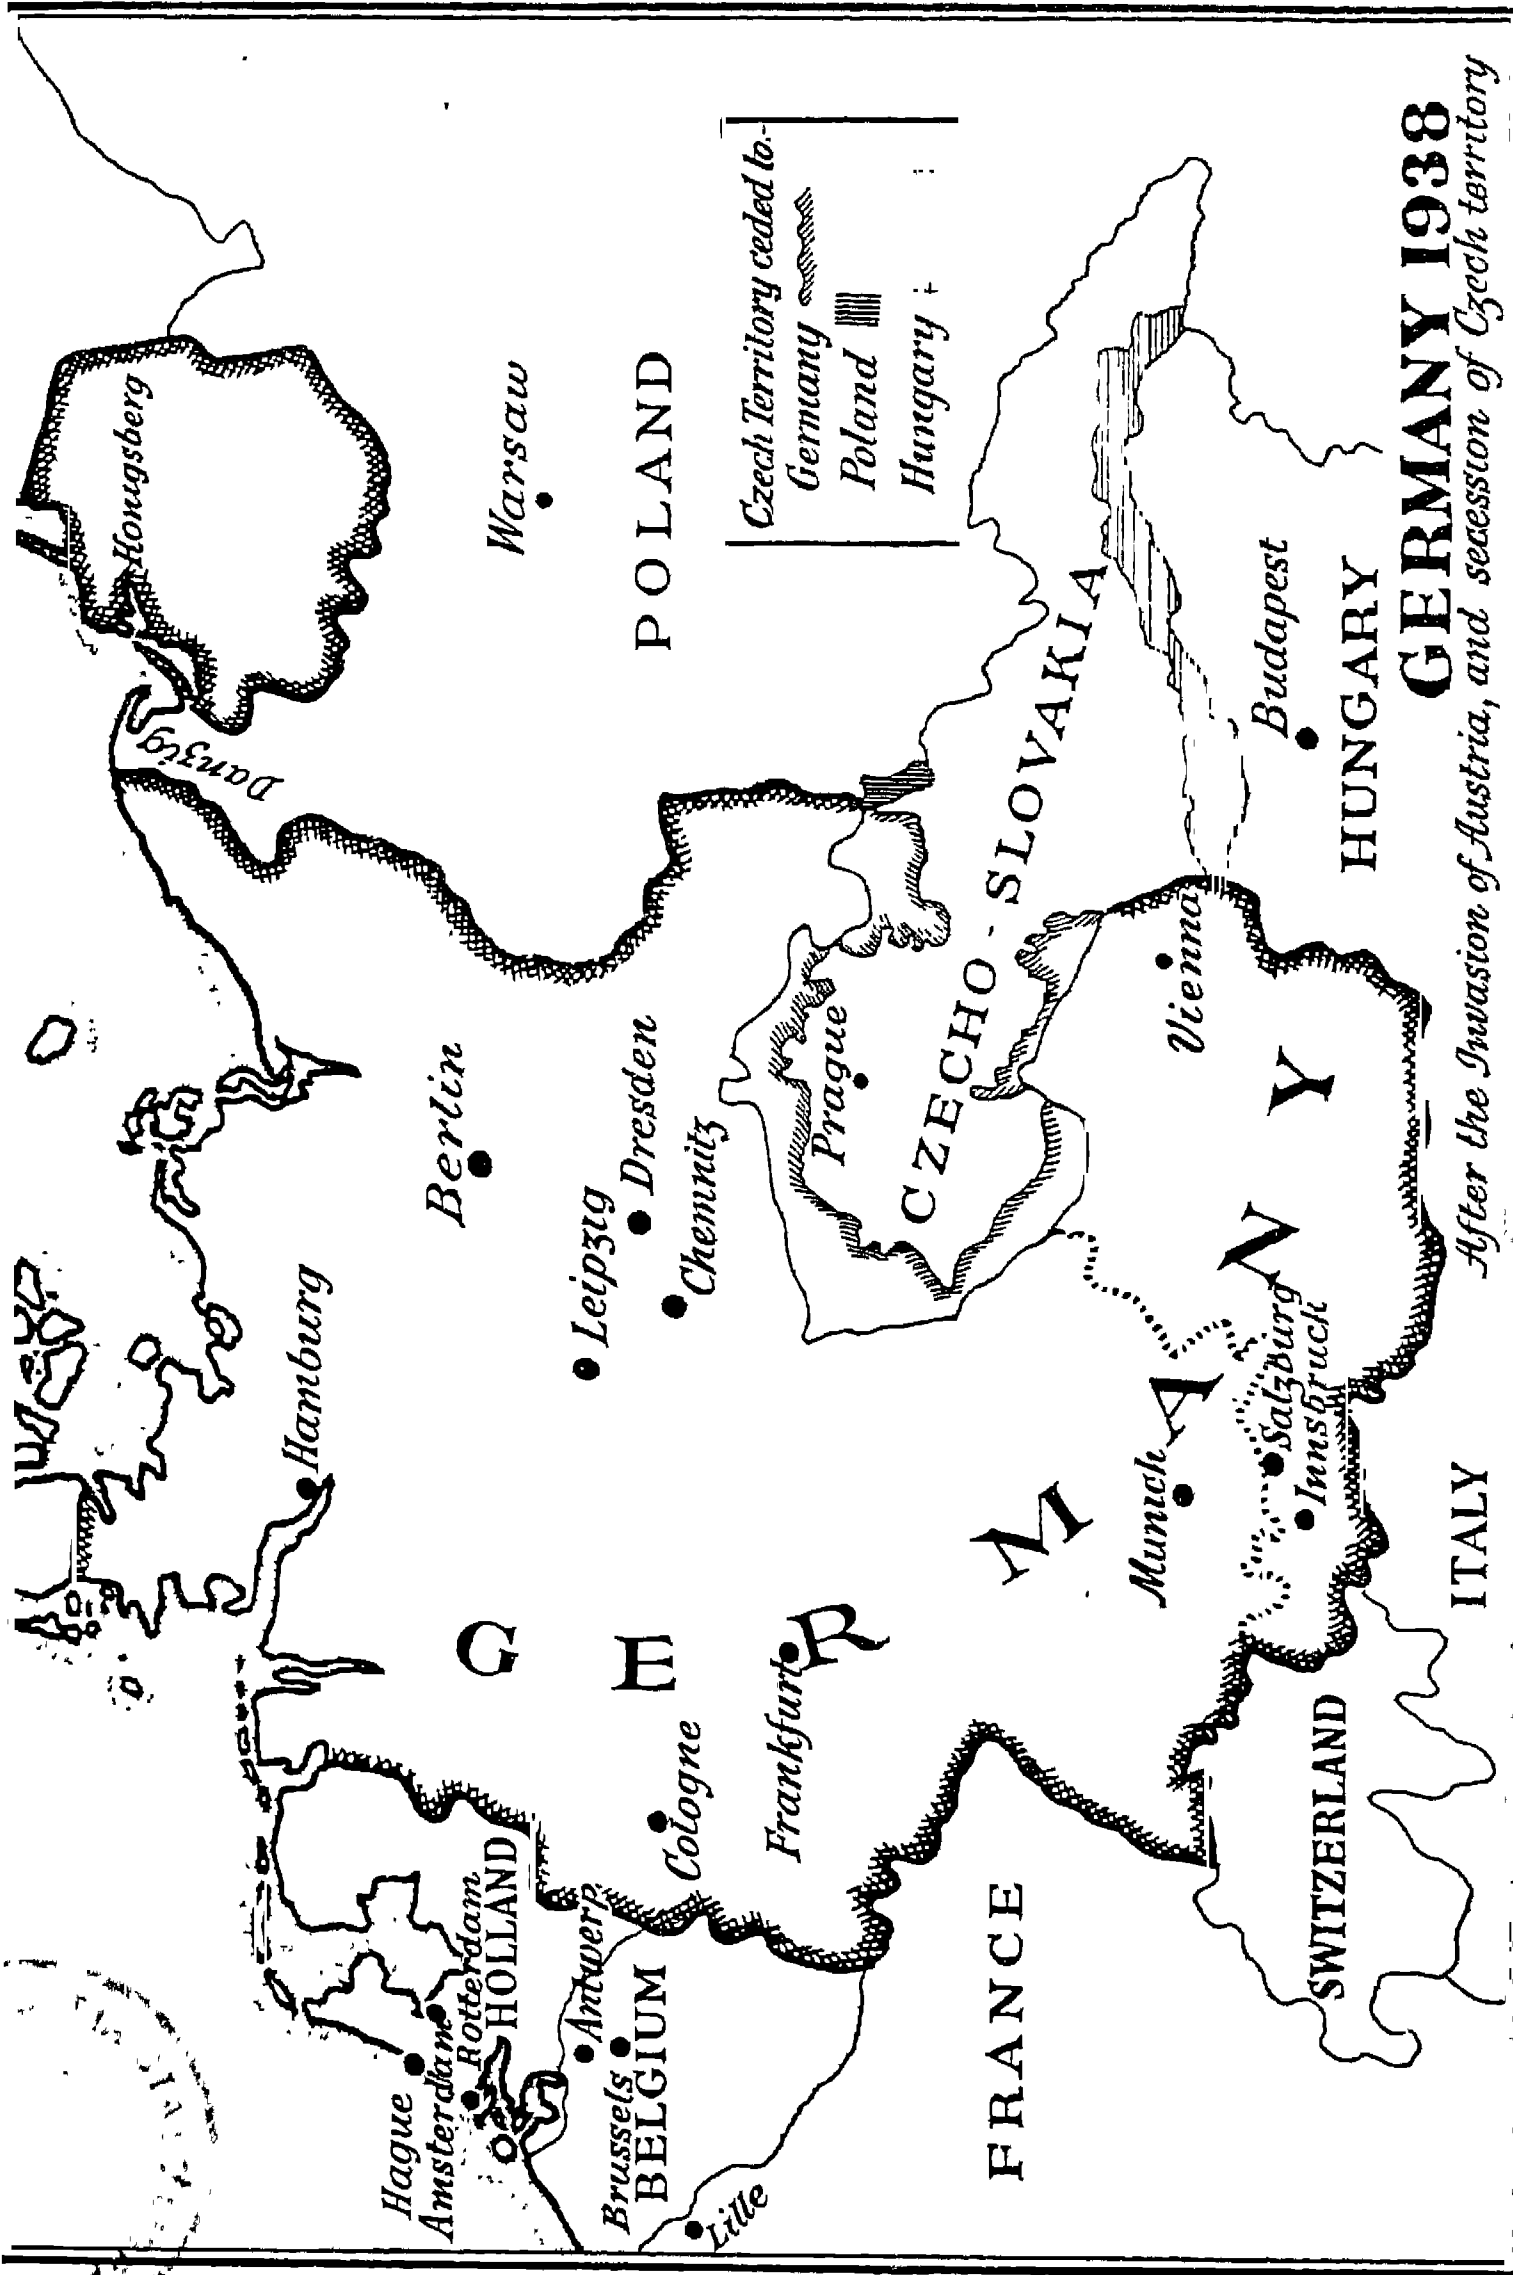 GERMANY 1938
After the Invasion of Austria, and secession of Czech territory
Czech Territory ceded to.-
Germany
Poland
Hungary
Honigsberg
Danzig
Warsaw
POLAND
Hamburg
Berlin
Leipzig
Dresden
Chemnitz
Prague
CZECHO-SLOVAKIA
Vienna
Budapest
HUNGARY
GERMANY
Hague
Amsterdam
Rotterdam
HOLLAND
Antwerp
Brussels
BELGIUM
Lille
Cologne
Frankfurt
Munich
Salzburg
Innsbruck
FRANCE
SWITZERLAND
ITALY